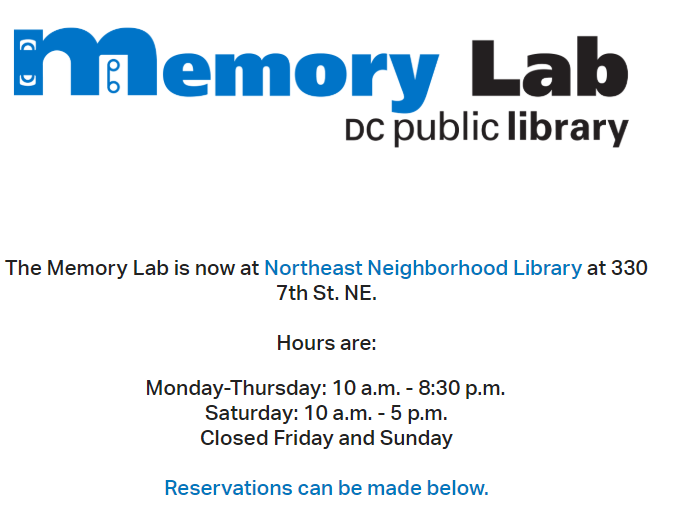 Memory Lab
DC public library
The Memory Lab is now at Northeast Neighborhood Library at 330
7th St. NE.
Hours are:
Monday-Thursday: 10 a.m. - 8:30 p.m.
Saturday: 10 a.m. - 5 p.m.
Closed Friday and Sunday
Reservations can be made below.